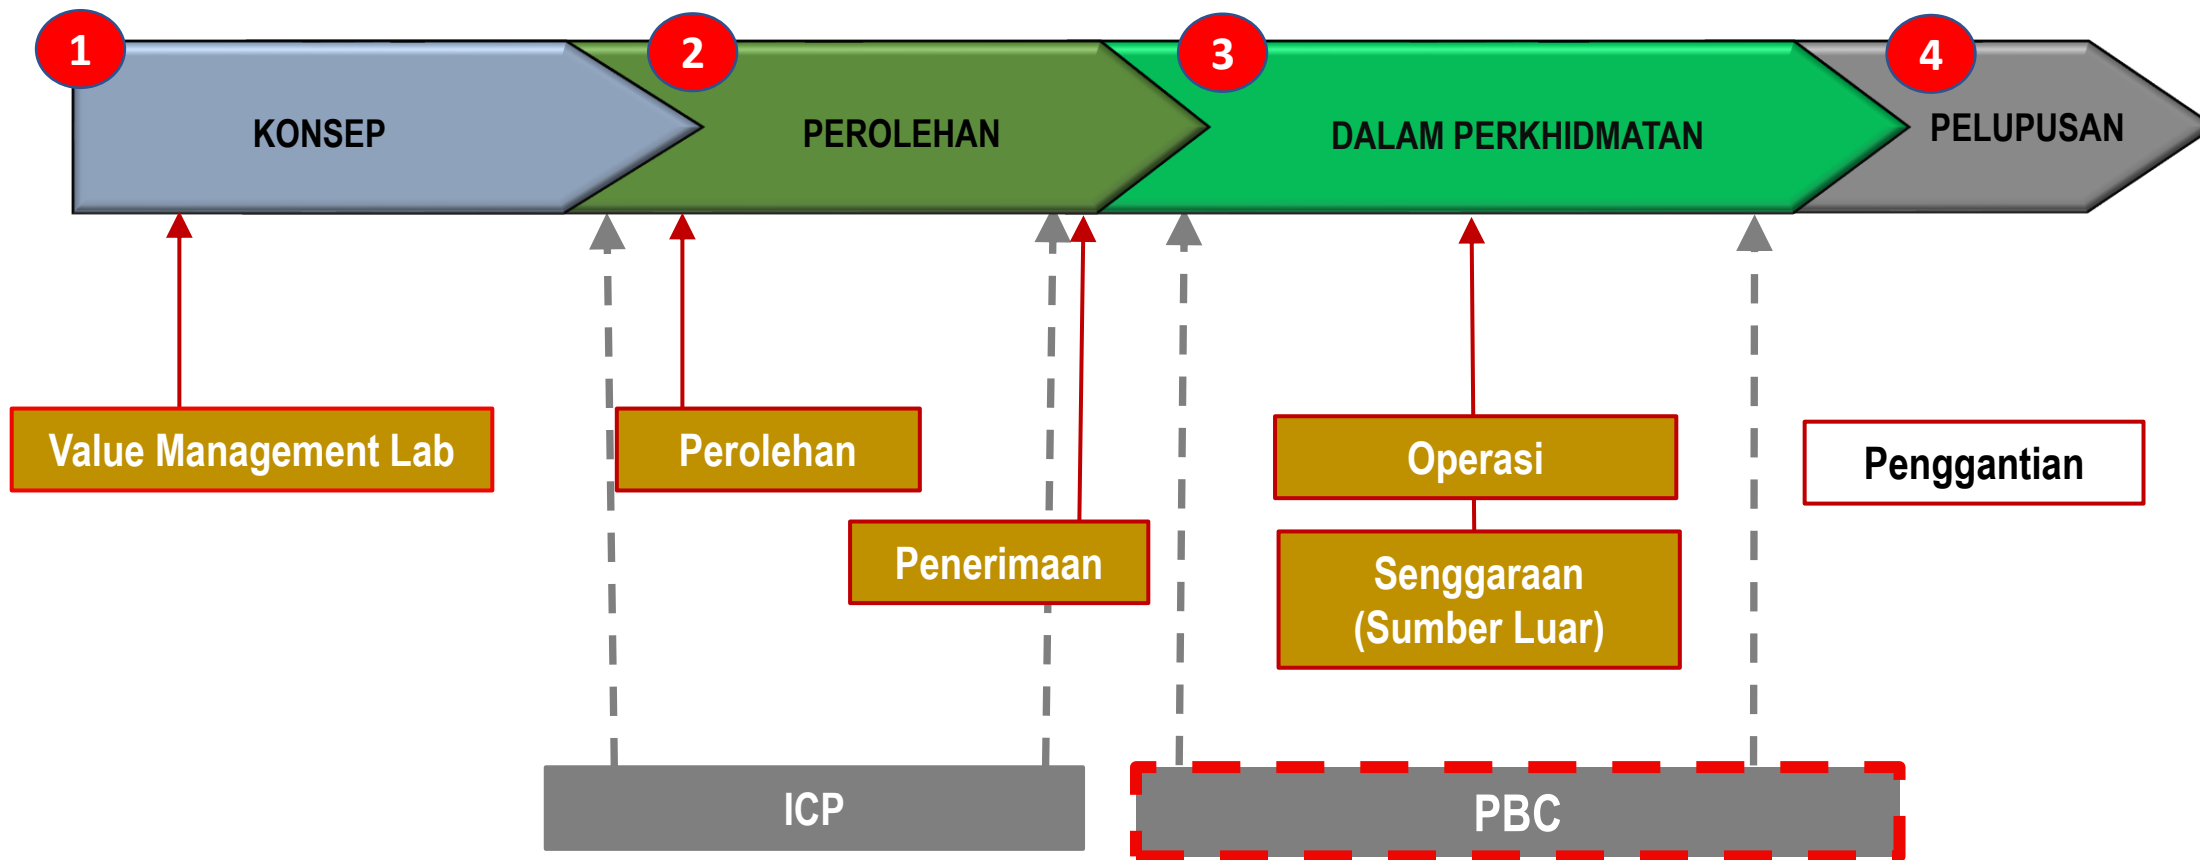 1
2
3
4
KONSEP
PEROLEHAN
DALAM PERKHIDMATAN
PELUPUSAN
Value Management Lab
Perolehan
Penerimaan
Operasi
Senggaraan
(Sumber Luar)
Penggantian
ICP
PBC